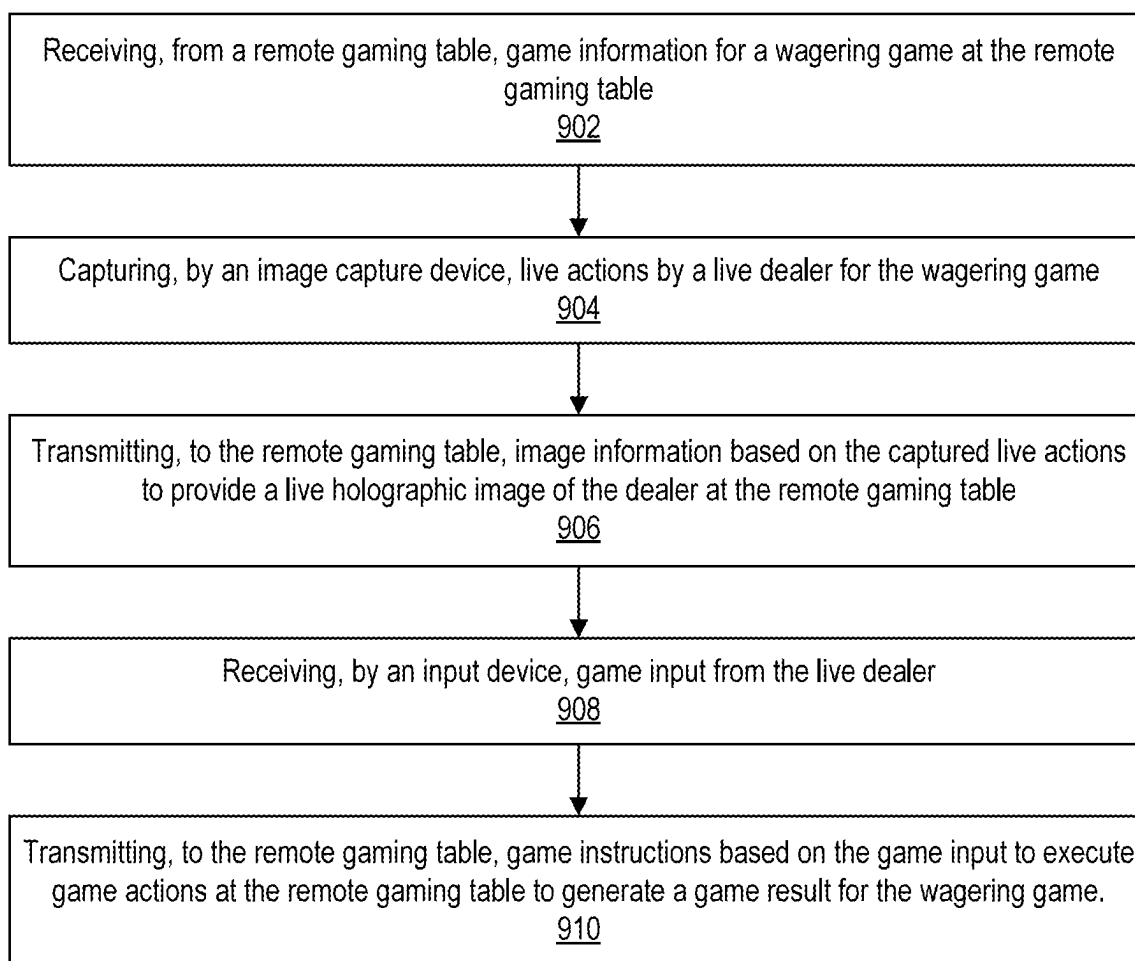 Receiving, from a remote gaming table, game information for a wagering game at the remote
gaming table
902
Capturing, by an image capture device, live actions by a live dealer for the wagering game
904
Transmitting, to the remote gaming table, image information based on the captured live actions
to provide a live holographic image of the dealer at the remote gaming table
906
Receiving, by an input device, game input from the live dealer
908
Transmitting, to the remote gaming table, game instructions based on the game input to execute
game actions at the remote gaming table to generate a game result for the wagering game.
910